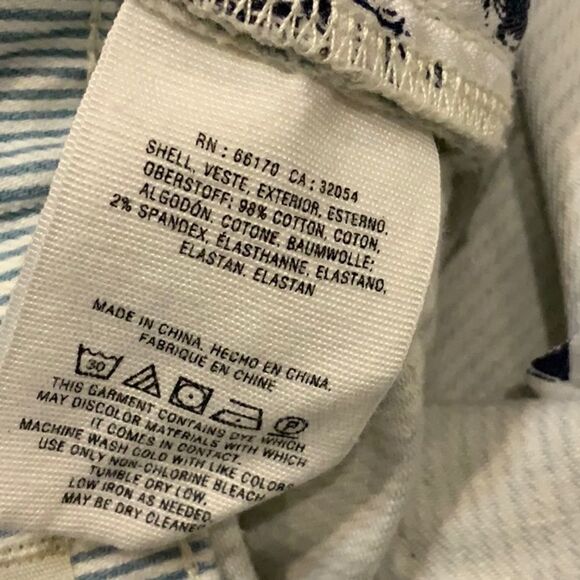 RN : 66170 CA : 32054
SHELL, VESTE, EXTERIOR, ESTERNO,
OBERSTOFF: 98% COTTON, COTON,
ALGODÓN, COTONE, BAUMWOLLE;
2% SPANDEX, ÉLASTHANNE, ELASTANO,
ELASTAN, ELASTAN
MADE IN CHINA, HECHO EN CHINA,
FABRIQUE EN CHINE
30 P
THIS GARMENT CONTAINS DYE WHICH
MAY DISCOLOR MATERIALS WITH WHICH
IT COMES IN CONTACT.
MACHINE WASH COLD WITH LIKE COLORS
USE ONLY NON-CHLORINE BLEACH
TUMBLE DRY LOW.
LOW IRON AS NEEDED.
MAY BE DRY CLEANE